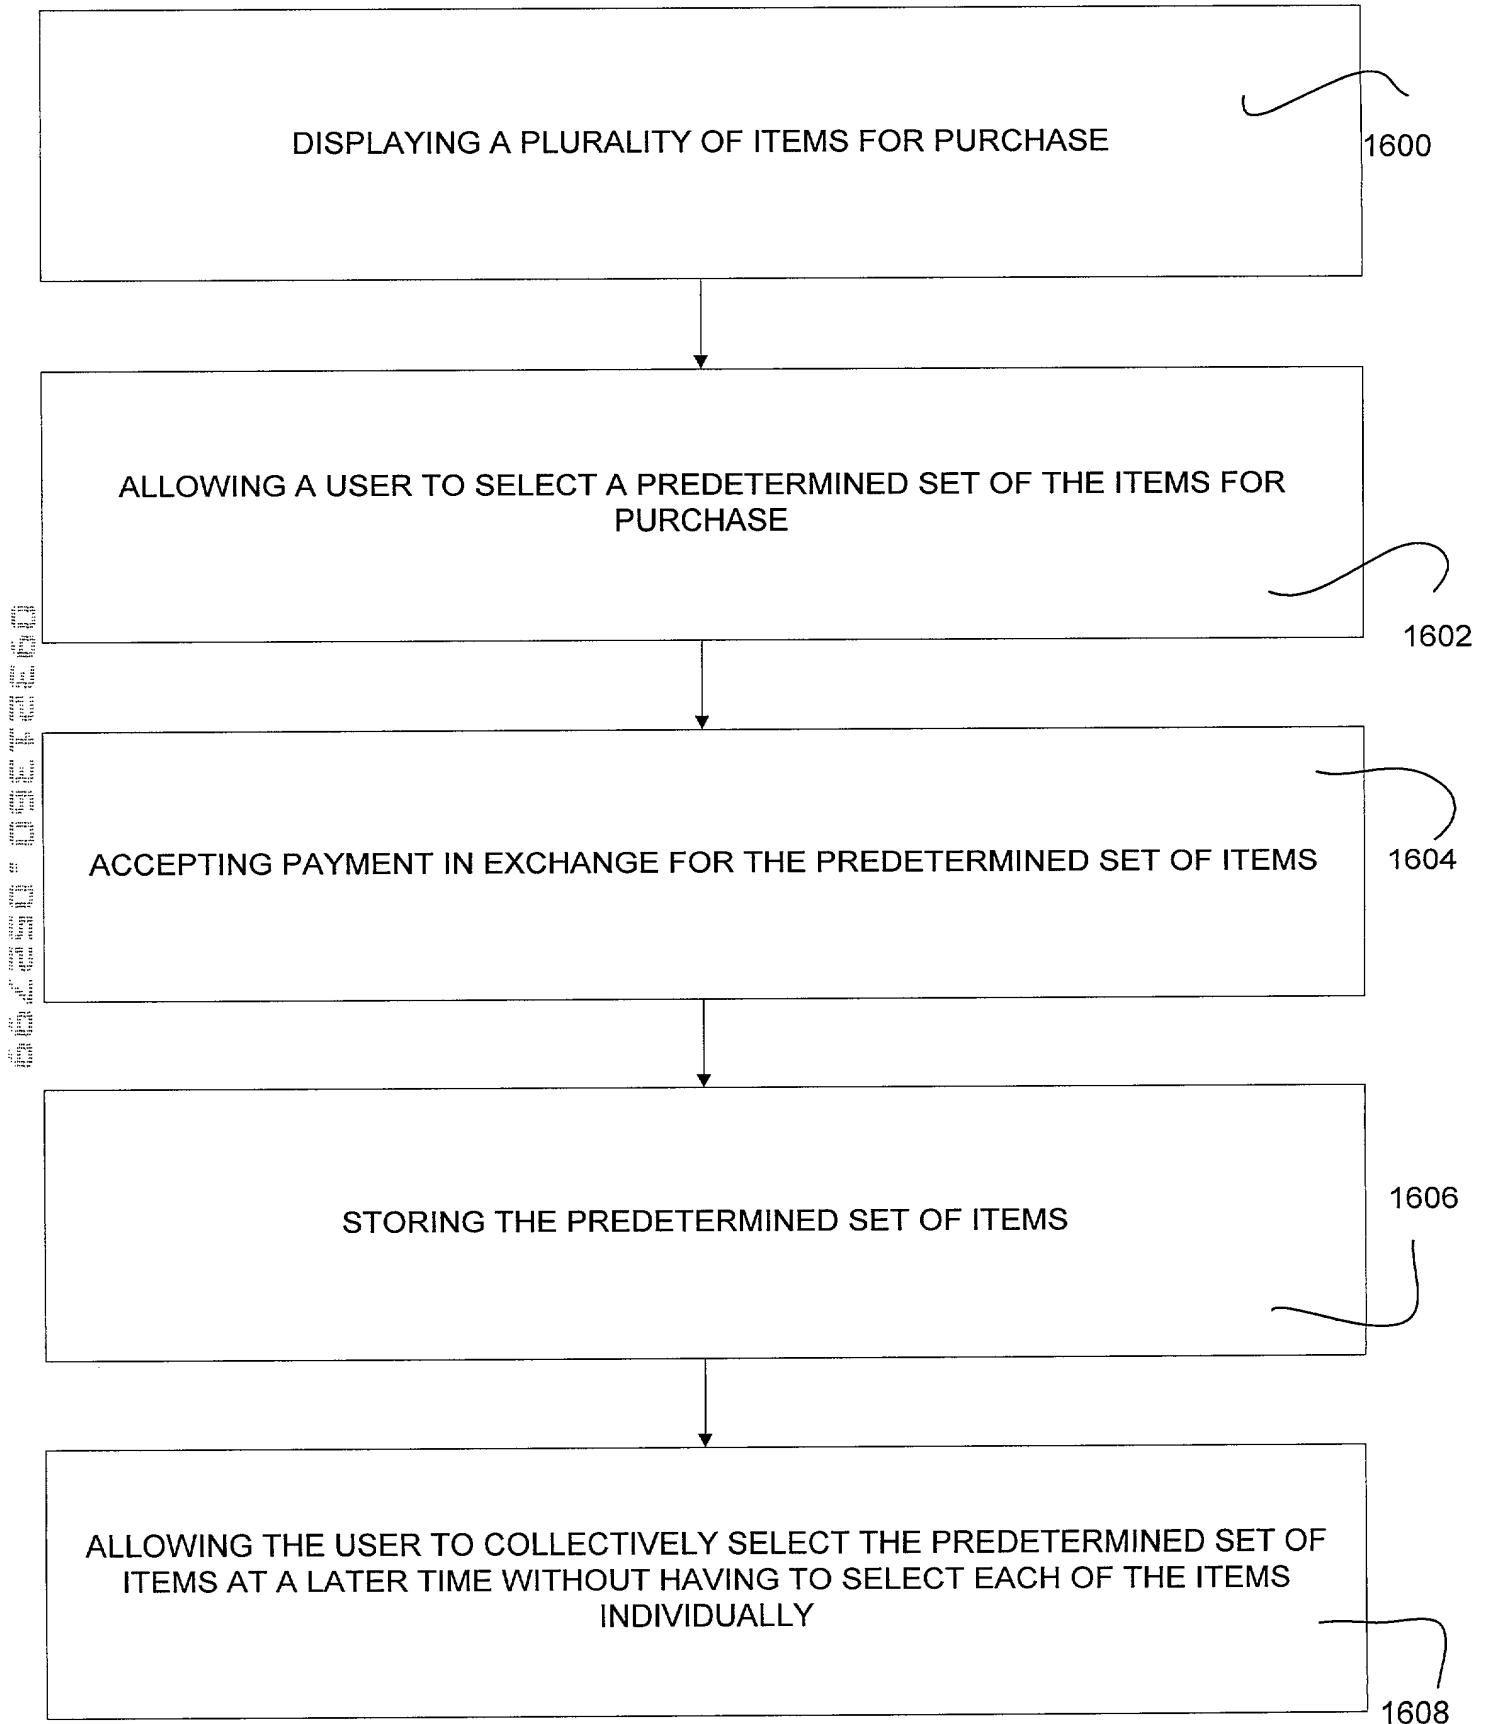 DISPLAYING A PLURALITY OF ITEMS FOR PURCHASE
1600
ALLOWING A USER TO SELECT A PREDETERMINED SET OF THE ITEMS FOR
PURCHASE
1602
ACCEPTING PAYMENT IN EXCHANGE FOR THE PREDETERMINED SET OF ITEMS
1604
STORING THE PREDETERMINED SET OF ITEMS
1606
ALLOWING THE USER TO COLLECTIVELY SELECT THE PREDETERMINED SET OF
ITEMS AT A LATER TIME WITHOUT HAVING TO SELECT EACH OF THE ITEMS
INDIVIDUALLY
1608